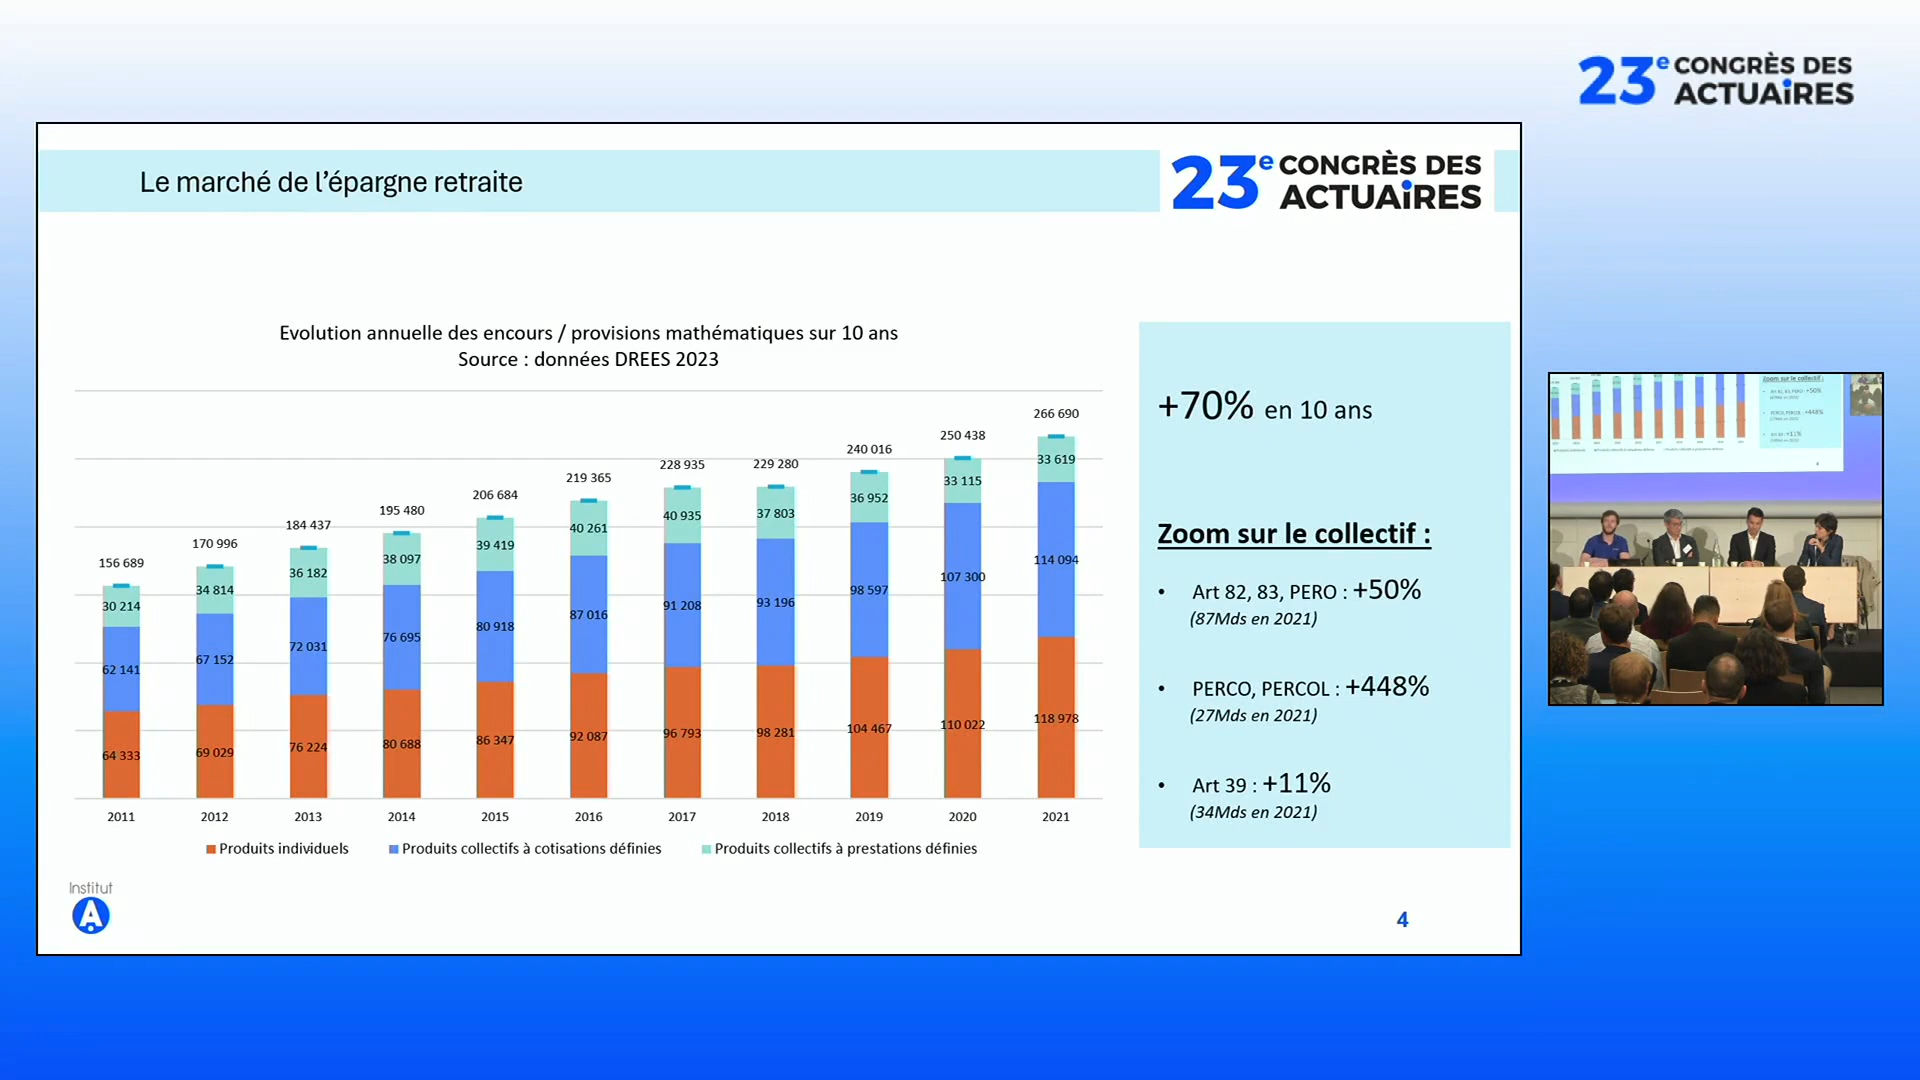 23e CONGRÈS DES
ACTUAiRES
Le marché de l’épargne retraite
23e CONGRÈS DES
ACTUAiRES
Evolution annuelle des encours / provisions mathématiques sur 10 ans
Source : données DREES 2023
156 689 170 996 184 437 195 480 206 684 219 365 228 935 229 280 240 016 250 438 266 690
30 214 34 814 36 182 38 097 39 419 40 261 40 935 37 803 36 952 33 115 33 619
62 141 67 152 72 031 76 695 80 918 87 016 91 208 93 196 98 597 107 300 114 094
64 333 69 029 76 224 80 688 86 347 92 087 96 793 98 281 104 467 110 022 118 978
2011 2012 2013 2014 2015 2016 2017 2018 2019 2020 2021
Produits individuels Produits collectifs à cotisations définies Produits collectifs à prestations définies
+70% en 10 ans
Zoom sur le collectif :
• Art 82, 83, PERO : +50%
(87Mds en 2021)
• PERCO, PERCOL : +448%
(27Mds en 2021)
• Art 39 : +11%
(34Mds en 2021)
Institut
A
4
Zoom sur le collectif :